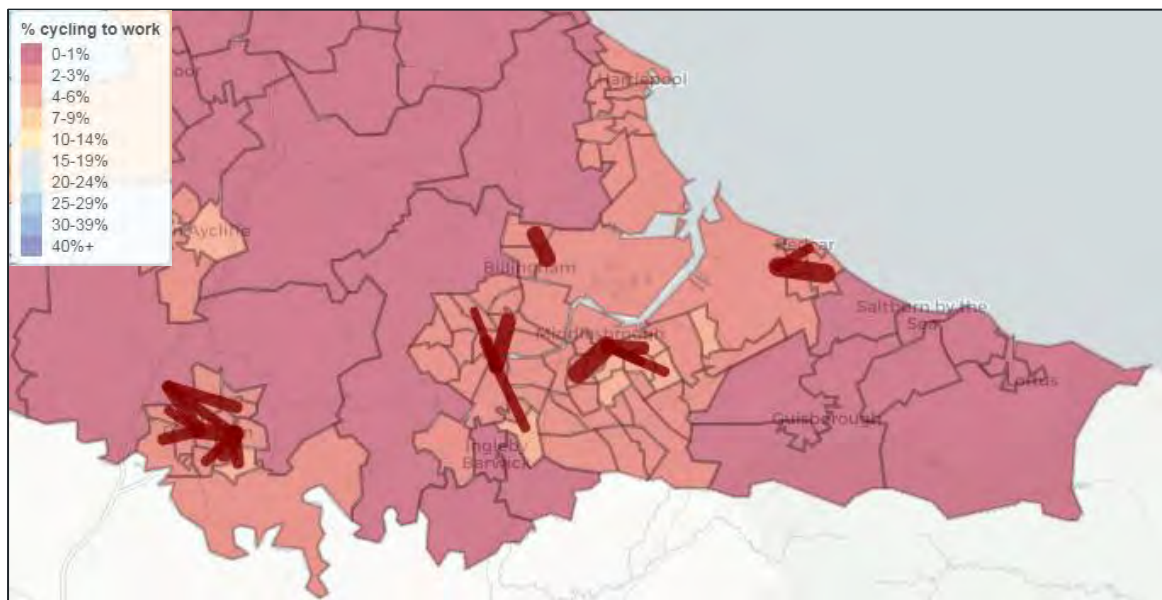 % cycling to work
0-1%
2-3%
4-6%
7-9%
10-14%
15-19%
20-24%
25-29%
30-39%
40%+
Hartlepool
Aycliffe
Billingham
Redcar
Saltburn by the
Sea
Middlesbrough
Loftus
Guisborough
Ingleby
Barwick